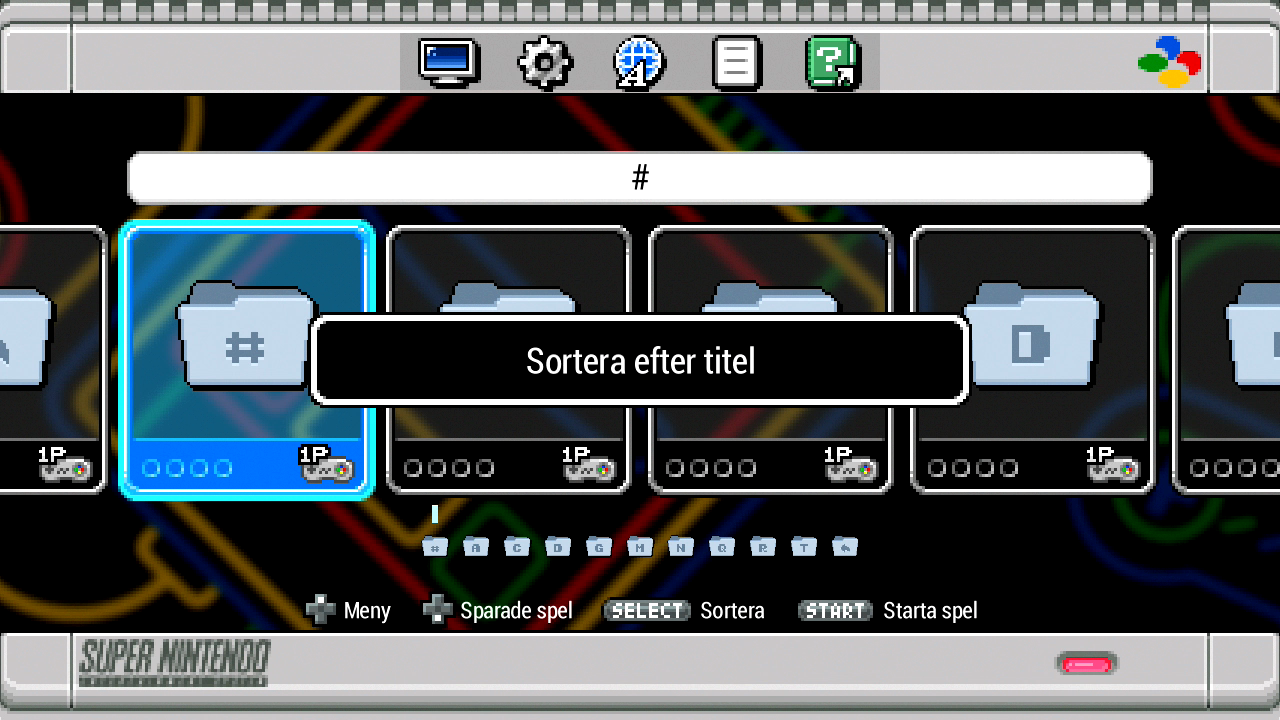 #
#
D
Sortera efter titel
1P 1P 1P 1P 1P
# A C D G M N Q R T
Meny Sparade spel SELECT Sortera START Starta spel
SUPER NINTENDO